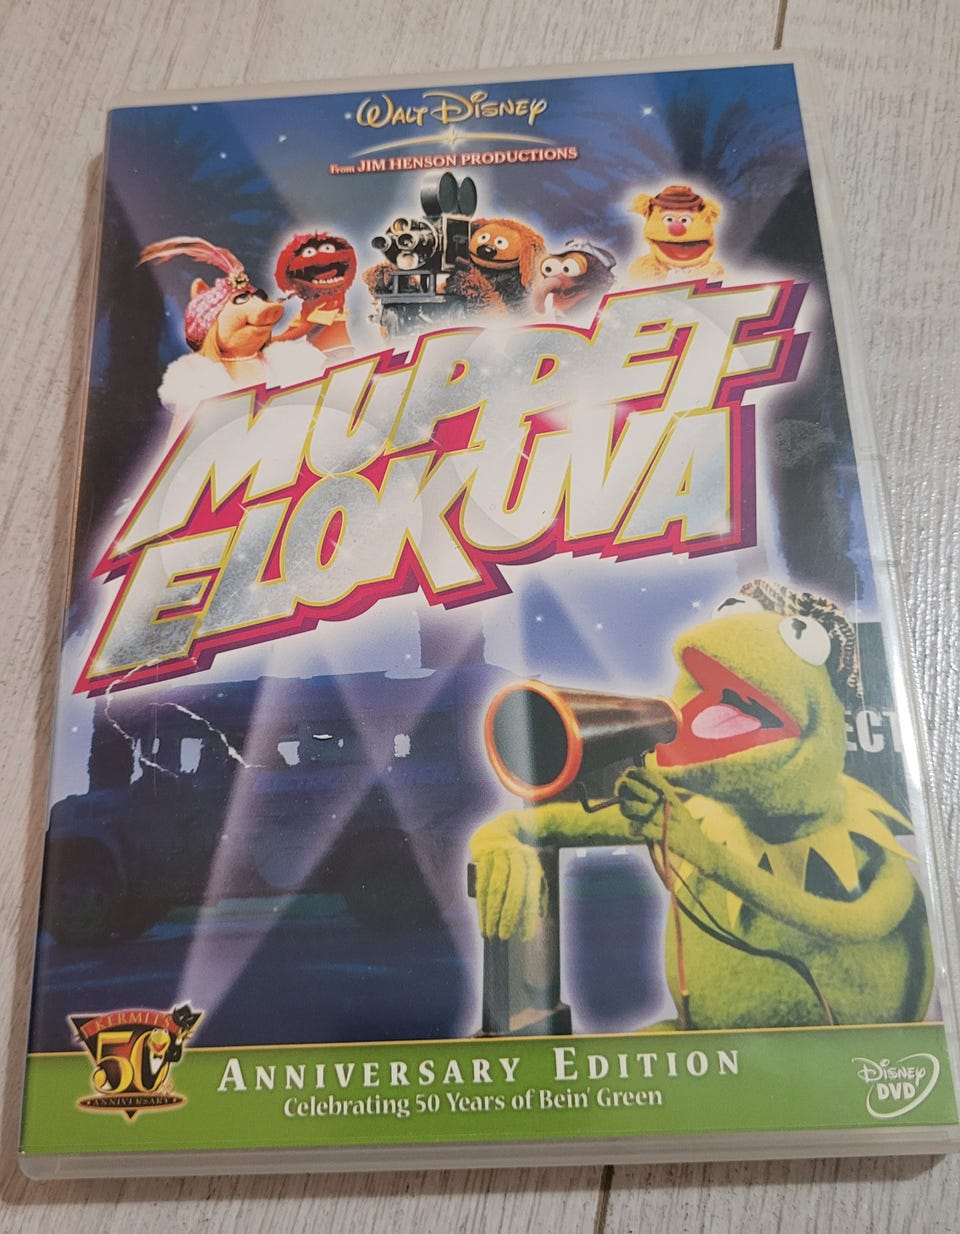 WALT DISNEY
From JIM HENSON PRODUCTIONS
MUPPET-
ELOKUVA
ECT
KERMIT'S
50
ANNIVERSARY
ANNIVERSARY EDITION
Celebrating 50 Years of Bein' Green
DISNEY
DVD